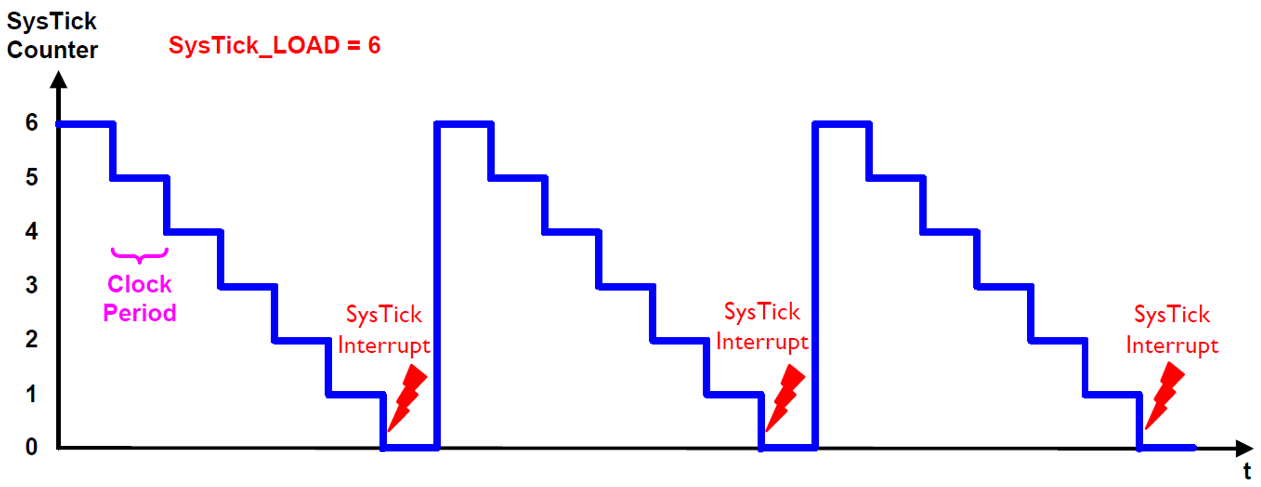 SysTick
Counter
SysTick_LOAD = 6
6
5
4
3
2
1
0
Clock
Period
SysTick
Interrupt
SysTick
Interrupt
SysTick
Interrupt
t